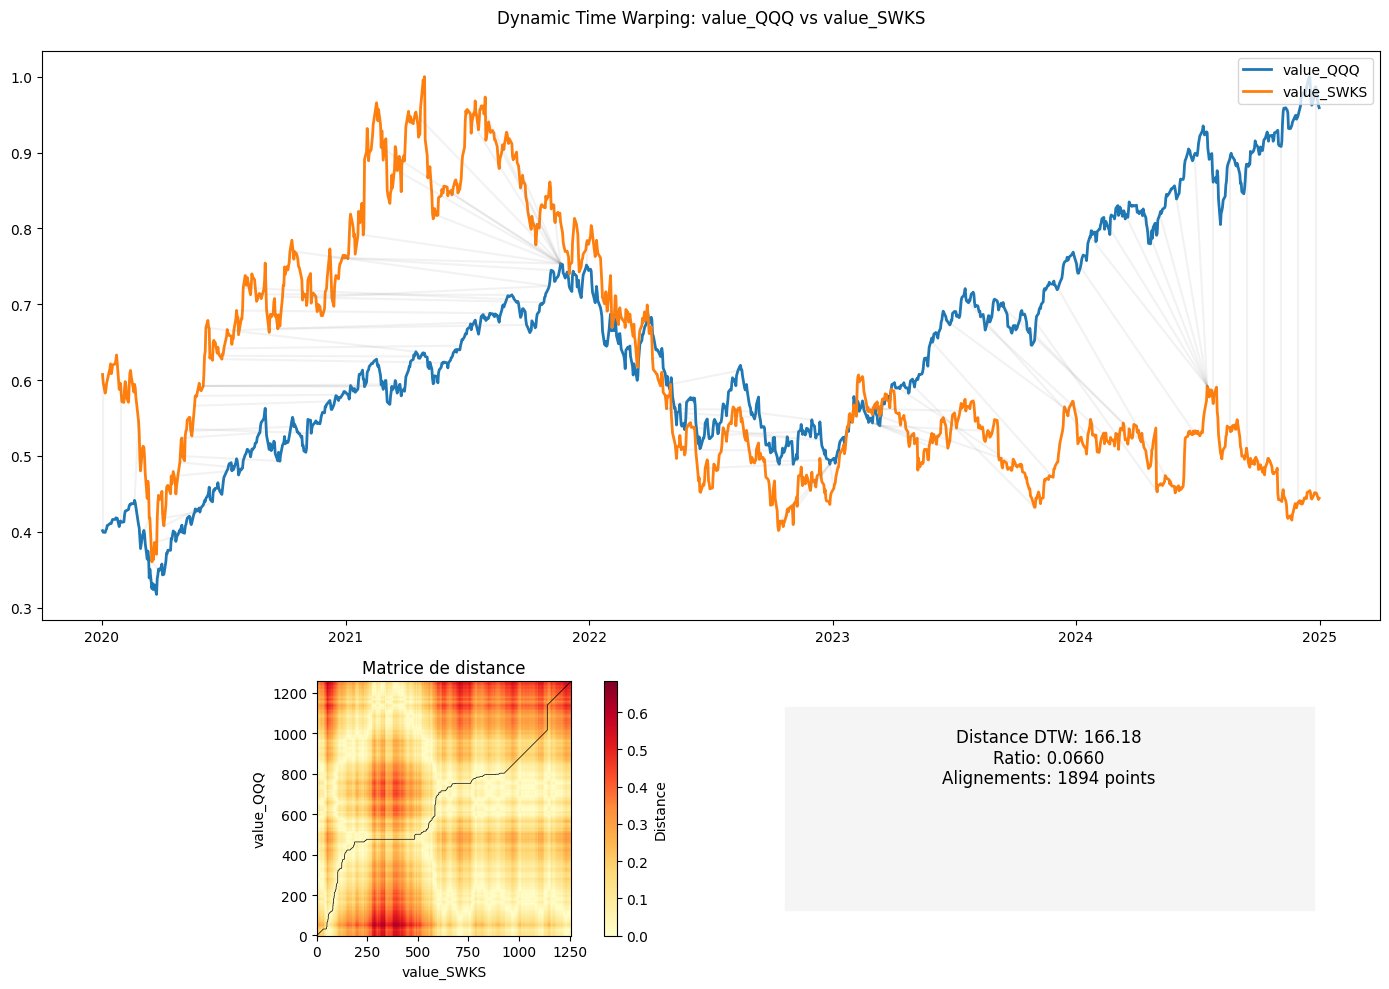 Dynamic Time Warping: value_QQQ vs value_SWKS
value_QQQ
value_SWKS
1.0
0.9
0.8
0.7
0.6
0.5
0.4
0.3
2020 2021 2022 2023 2024 2025
Matrice de distance
value_QQQ
1200
1000
800
600
400
200
0
0 250 500 750 1000 1250
value_SWKS
0.6
0.5
0.4
0.3
0.2
0.1
0.0
Distance
Distance DTW: 166.18
Ratio: 0.0660
Alignements: 1894 points